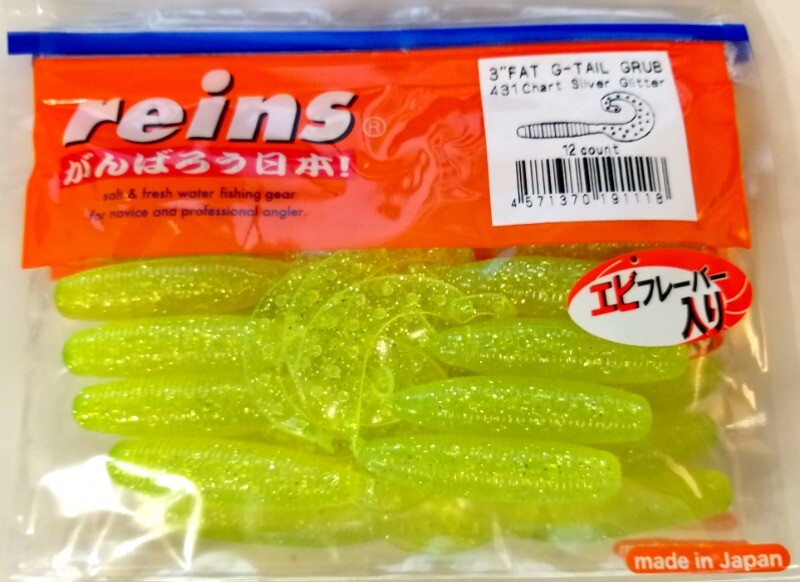 reins®
がんばろう日本!
salt & fresh water fishing gear
for novice and professional angler.
3"FAT G-TAIL GRUB
431 Chart Silver Glitter
12 count
4 571370 191118
エビフレーバー
入り
made in Japan